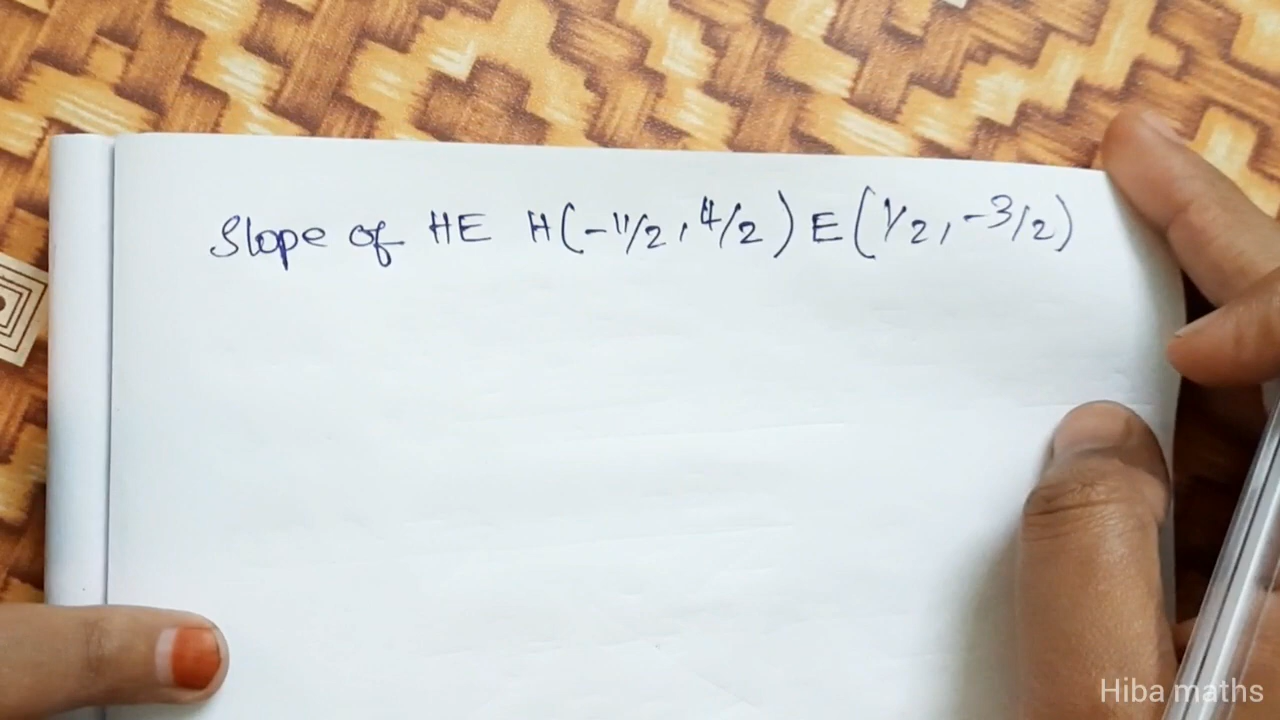 Slope of HE H(-11/2, 4/2) E(1/2, -3/2)
Hiba maths